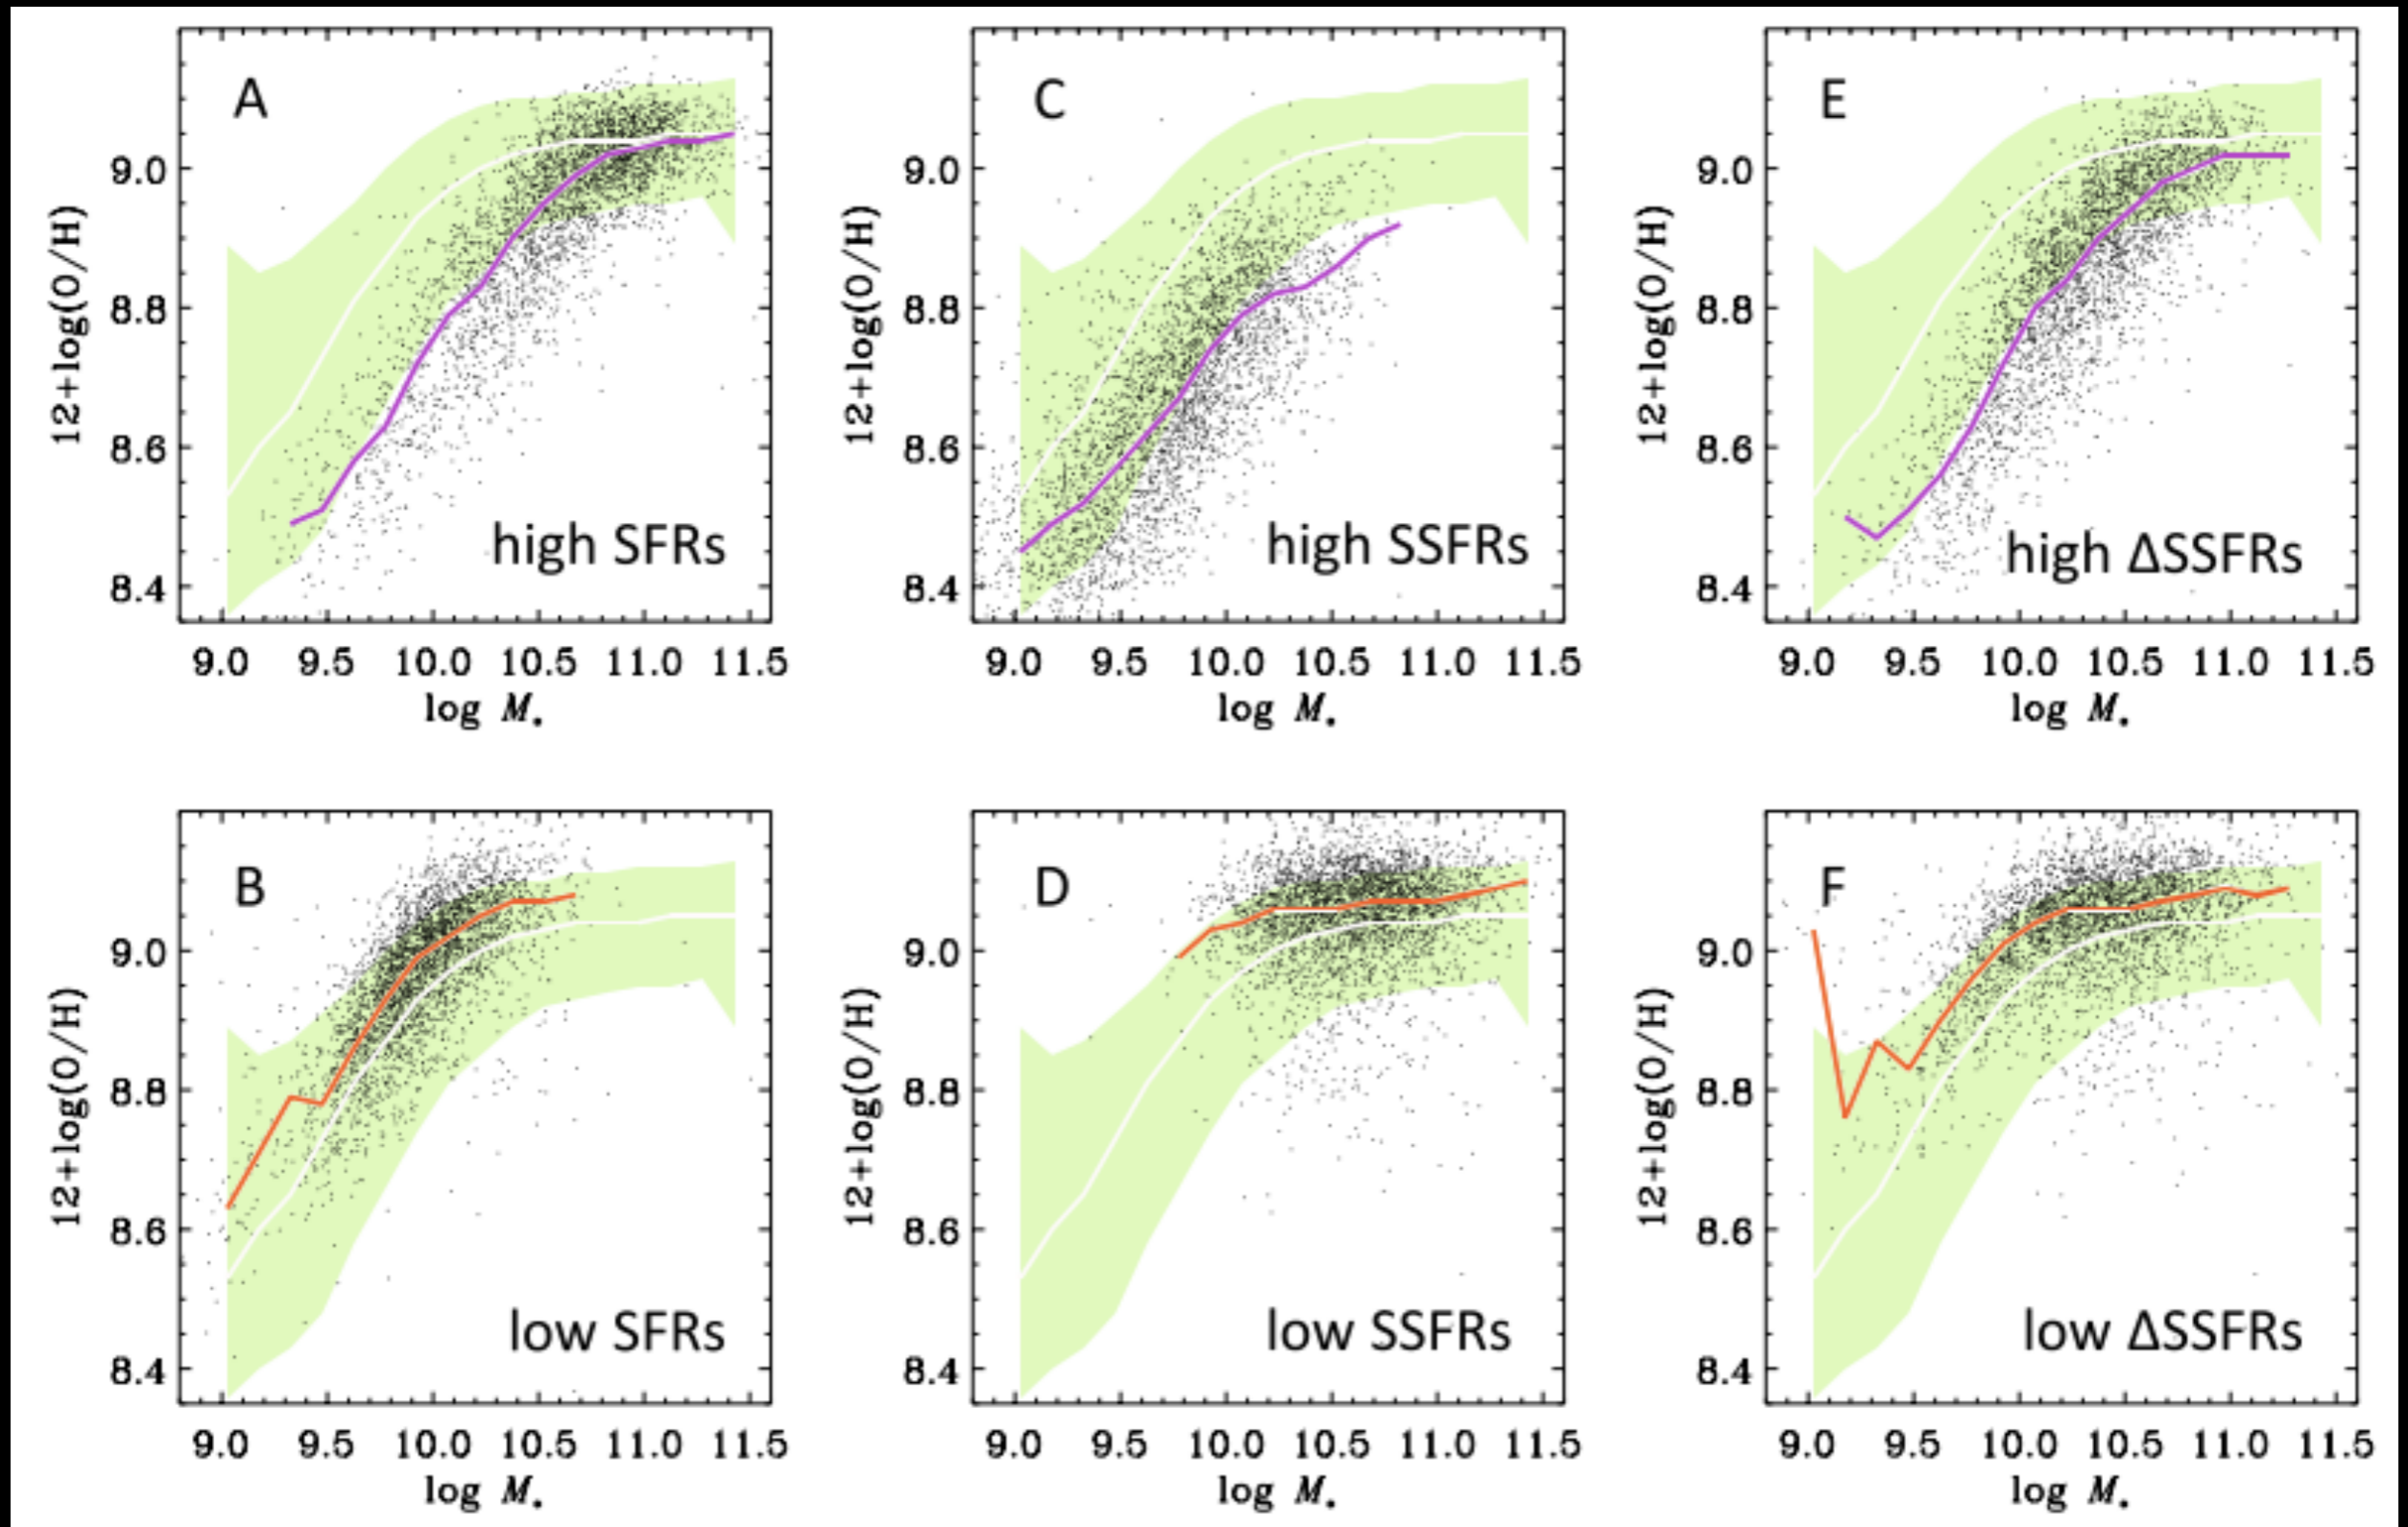 A
12+log(O/H)
9.0
8.8
8.6
8.4
high SFRs
9.0 9.5 10.0 10.5 11.0 11.5
log M*
C
12+log(O/H)
9.0
8.8
8.6
8.4
high SSFRs
9.0 9.5 10.0 10.5 11.0 11.5
log M*
E
12+log(O/H)
9.0
8.8
8.6
8.4
high ΔSSFRs
9.0 9.5 10.0 10.5 11.0 11.5
log M*
B
12+log(O/H)
9.0
8.8
8.6
8.4
low SFRs
9.0 9.5 10.0 10.5 11.0 11.5
log M*
D
12+log(O/H)
9.0
8.8
8.6
8.4
low SSFRs
9.0 9.5 10.0 10.5 11.0 11.5
log M*
F
12+log(O/H)
9.0
8.8
8.6
8.4
low ΔSSFRs
9.0 9.5 10.0 10.5 11.0 11.5
log M*